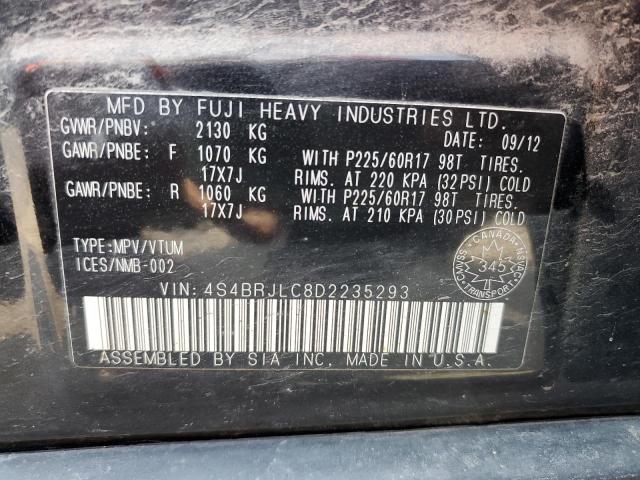 MFD BY FUJI HEAVY INDUSTRIES LTD.
GVWR/PNBV: 2130 KG DATE: 09/12
GAWR/PNBE: F 1070 KG WITH P225/60R17 98T TIRES.
17X7J RIMS. AT 220 KPA (32PSI) COLD
GAWR/PNBE: R 1060 KG WITH P225/60R17 98T TIRES.
17X7J RIMS. AT 210 KPA (30PSI) COLD
TYPE:MPV/VTUM
ICES/NMB-002
CANADA
CMVSS 345 NSVAC
TRANSPORT
VIN: 4S4BRJLC8D2235293
ASSEMBLED BY SIA INC. MADE IN U.S.A.